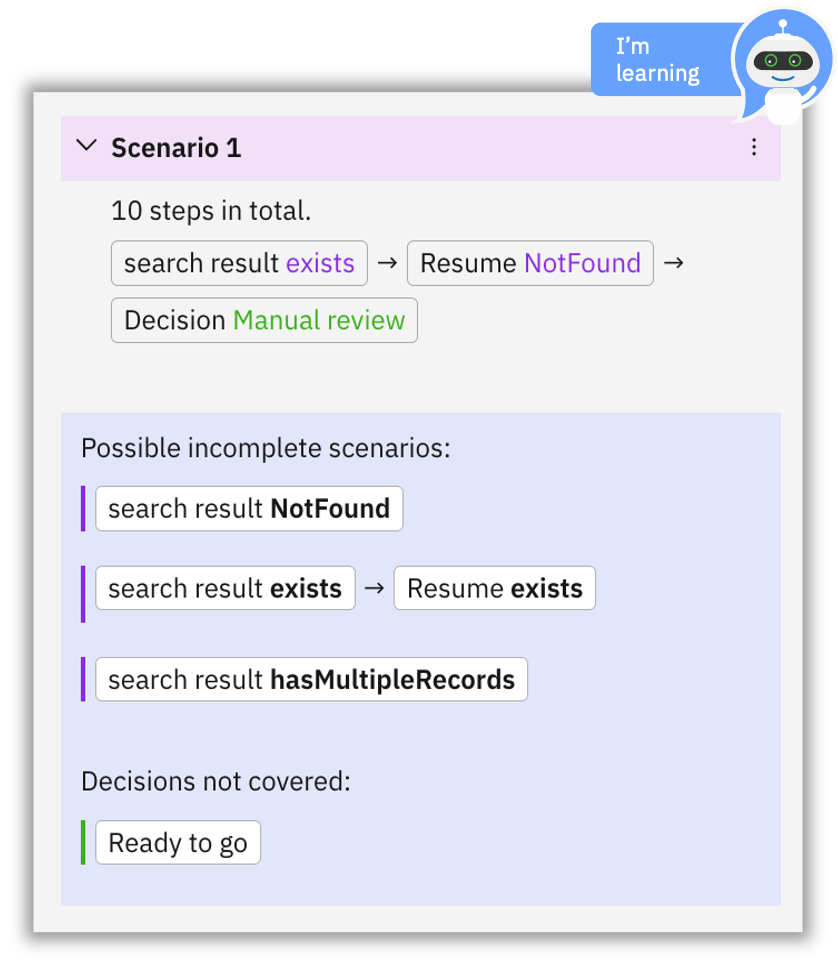 I’m
learning
Scenario 1
10 steps in total.
search result exists → Resume NotFound →
Decision Manual review
Possible incomplete scenarios:
search result NotFound
search result exists → Resume exists
search result hasMultipleRecords
Decisions not covered:
Ready to go